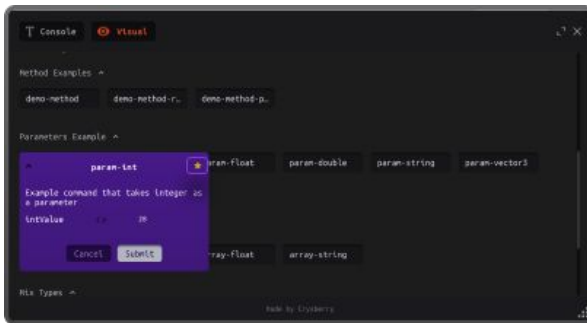 Console Visual
Method Examples
demo-method demo-method-r… demo-method-p…
Parameters Example
param-int
aram-float param-double param-string param-vector3
Example command that takes integer as
a parameter
intValue
Cancel Submit
rray-float array-string
Mix Types